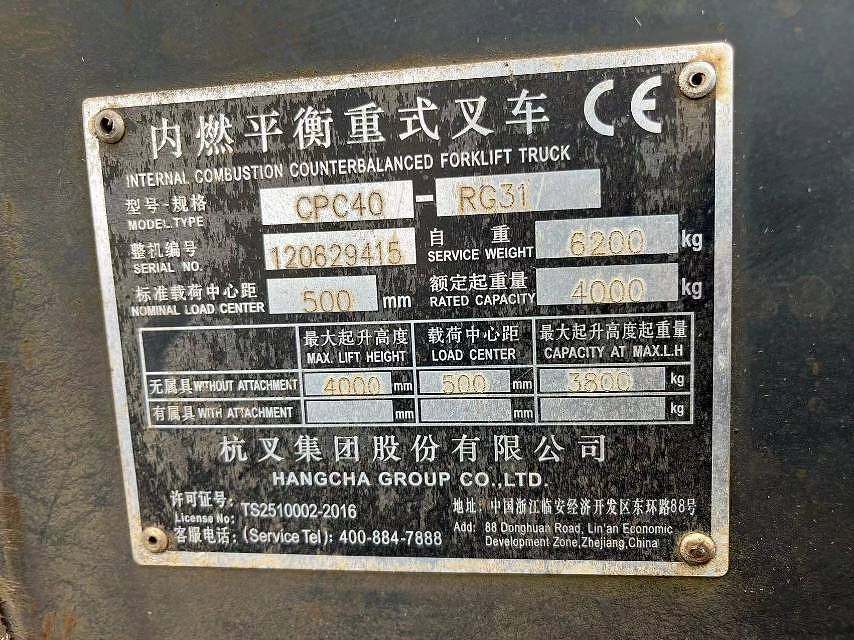 内燃平衡重式叉车 CE
INTERNAL COMBUSTION COUNTERBALANCED FORKLIFT TRUCK
型号·规格 CPC40 - RG31
MODEL TYPE
整机编号 120629415 自 重 6200 kg
SERIAL NO. SERVICE WEIGHT
标准载荷中心距 500 mm 额定起重量 4000 kg
NOMINAL LOAD CENTER RATED CAPACITY
最大起升高度 载荷中心距 最大起升高度起重量
MAX. LIFT HEIGHT LOAD CENTER CAPACITY AT MAX.L.H
无属具WITHOUT ATTACHMENT 4000 mm 500 mm 3800 kg
有属具WITH ATTACHMENT mm mm kg
杭叉集团股份有限公司
HANGCHA GROUP CO.,LTD.
许可证号: TS2510002-2016
License No:
客服电话: (Service Tel): 400-884-7888
地址: 中国浙江临安经济开发区东环路88号
Add: 88 Donghuan Road, Lin'an Economic
Development Zone,Zhejiang,China